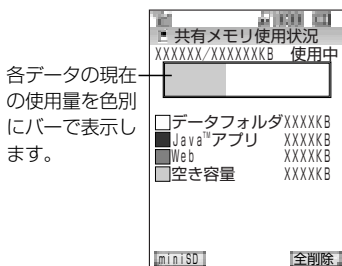 共有メモリ使用状況
XXXXXX/XXXXXXKB 使用中
各データの現在
の使用量を色別
にバーで表示し
ます。
データフォルダXXXXKB
Java™アプリ XXXXKB
Web XXXXKB
空き容量 XXXXKB
miniSD 全削除